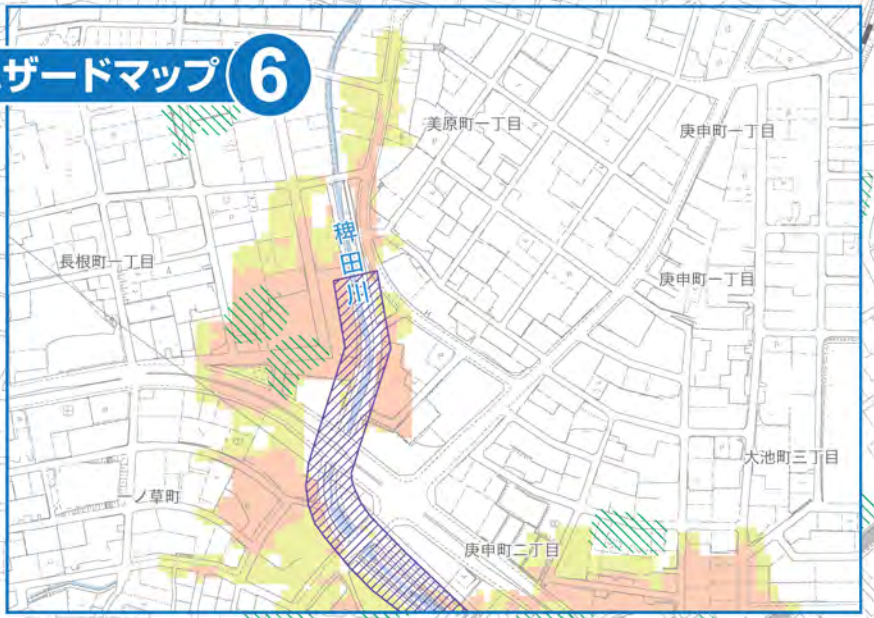 ザードマップ 6
美原町一丁目
庚申町一丁目
稗田川
長根町一丁目
庚申町一丁目
大池町三丁目
一ノ草町
庚申町二丁目